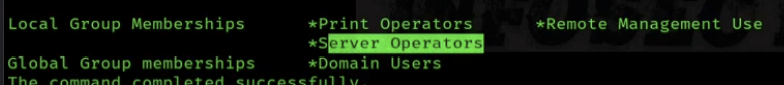 Local Group Memberships *Print Operators *Remote Management Use
*Server Operators
Global Group memberships *Domain Users
The command completed successfully.